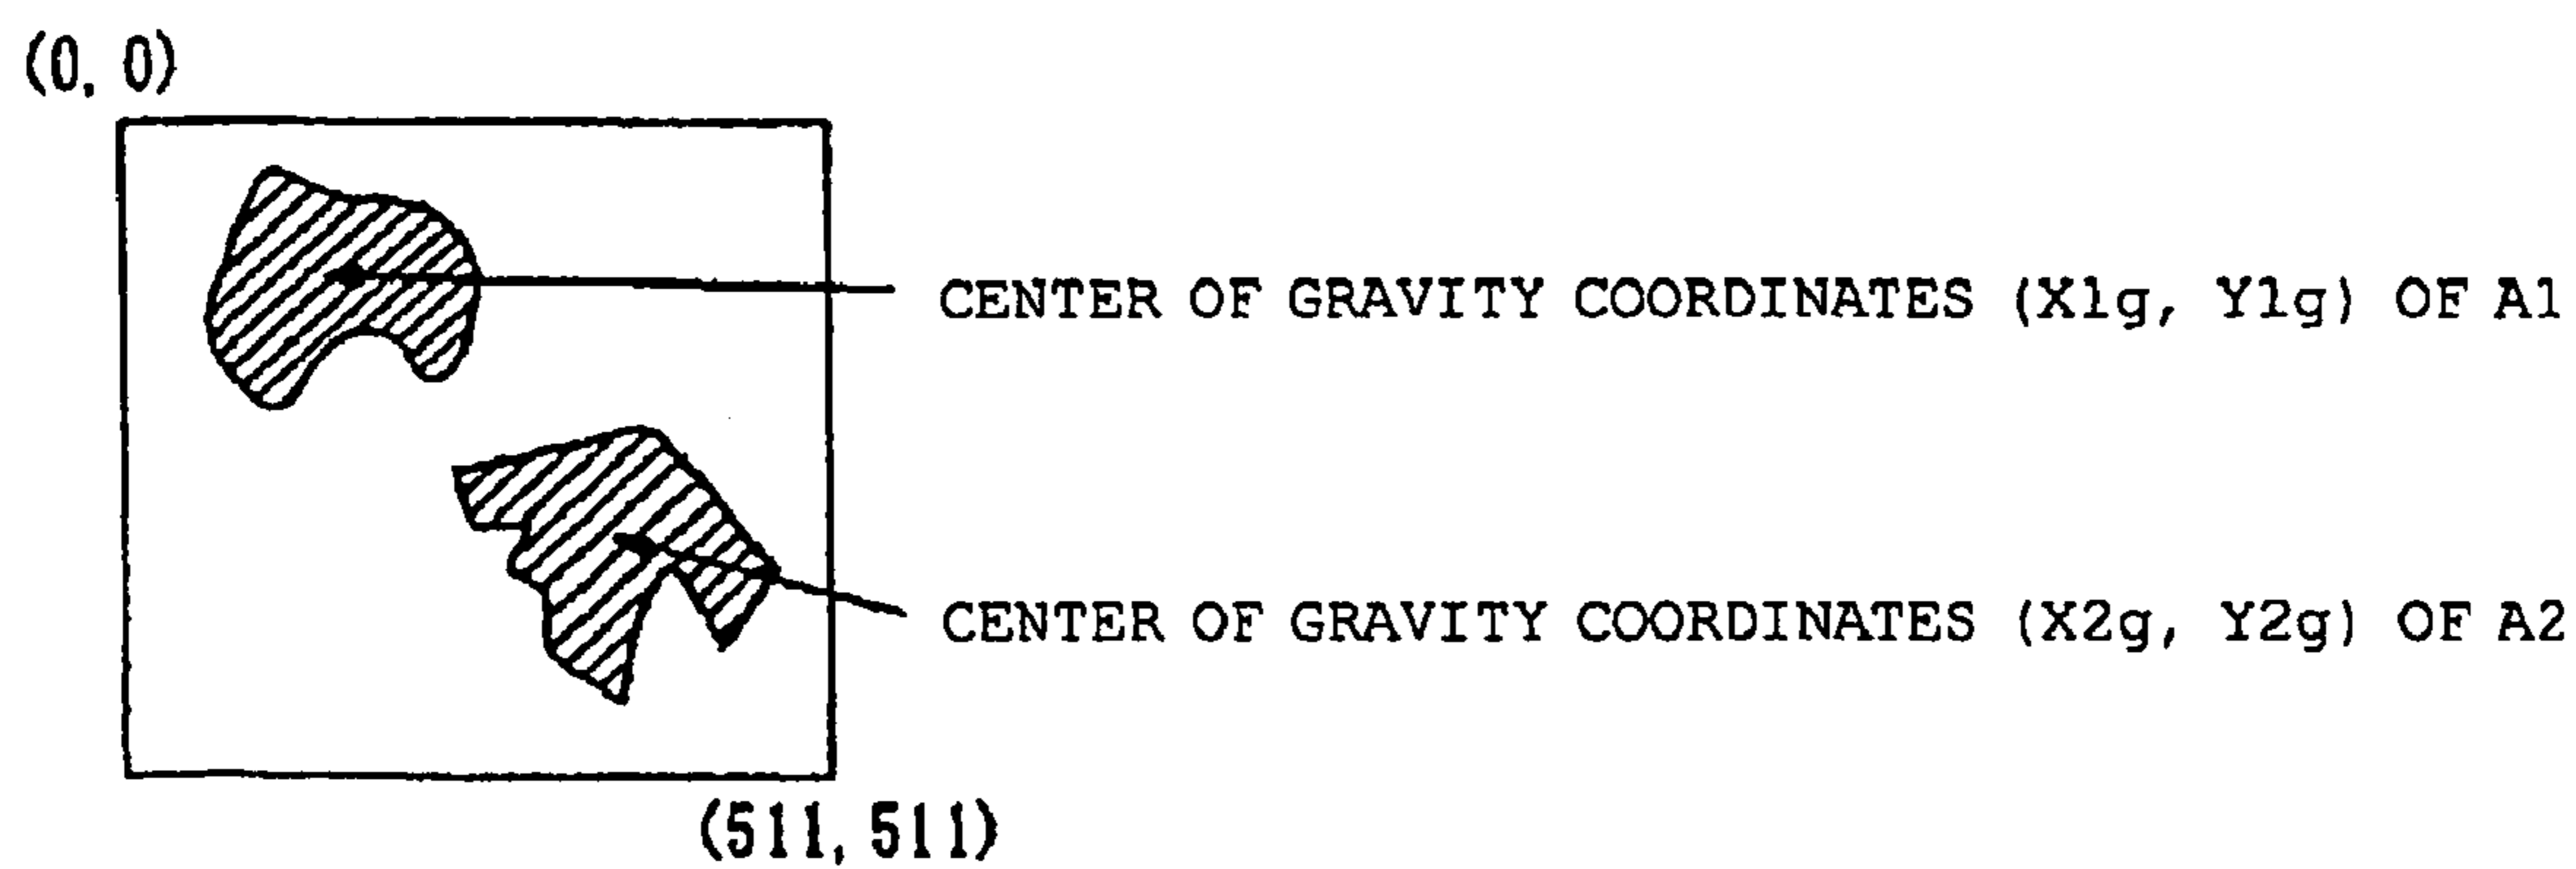 (0, 0)
CENTER OF GRAVITY COORDINATES (X1g, Y1g) OF A1
CENTER OF GRAVITY COORDINATES (X2g, Y2g) OF A2
(511, 511)